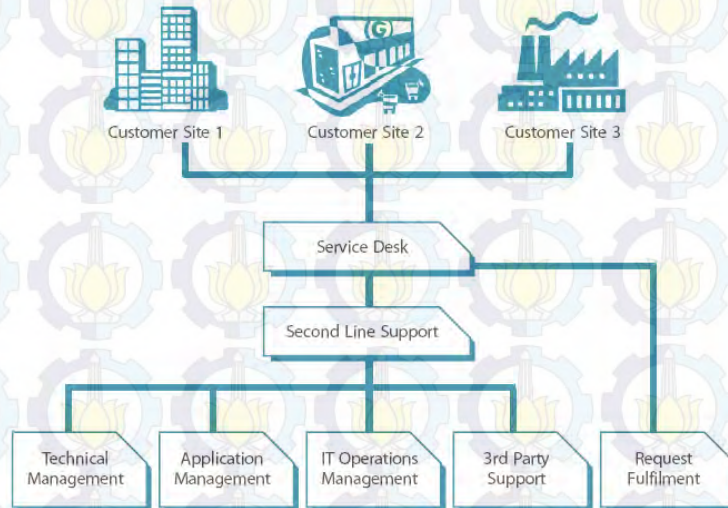 G
Customer Site 1
Customer Site 2
Customer Site 3
Service Desk
Second Line Support
Technical
Management
Application
Management
IT Operations
Management
3rd Party
Support
Request
Fulfilment